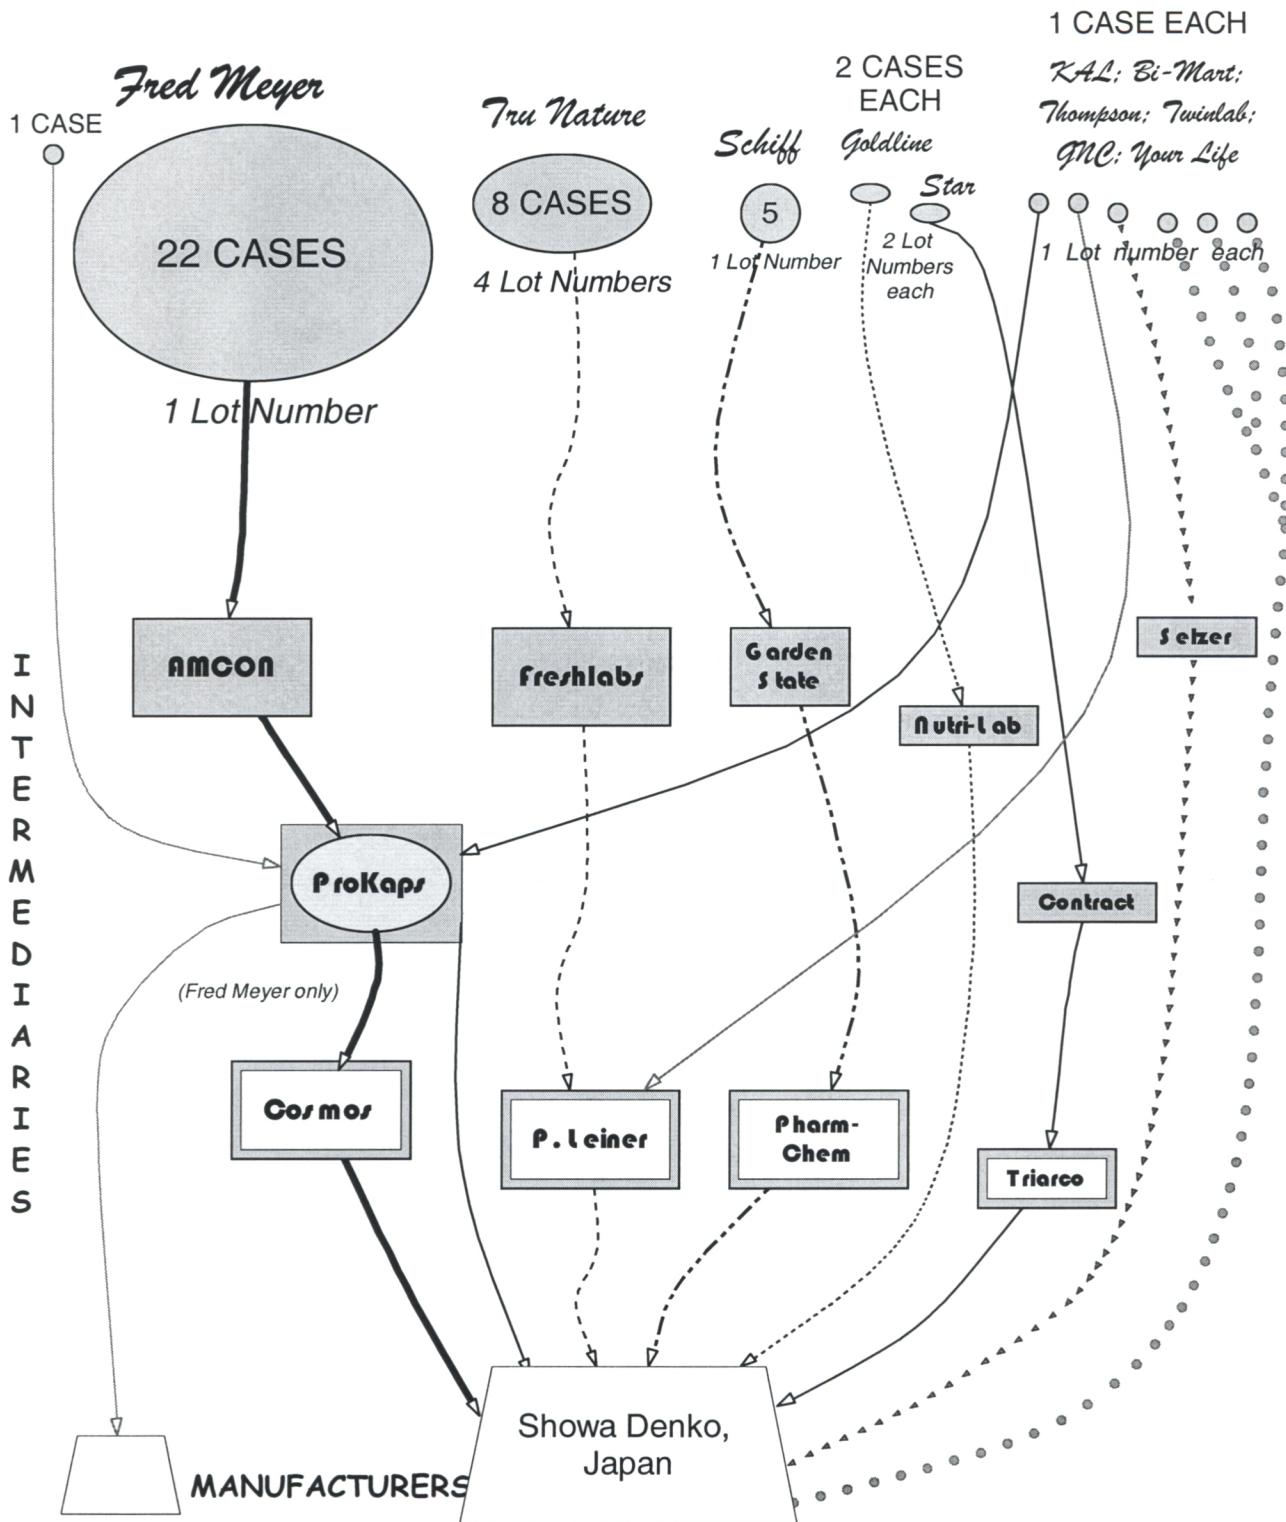 1 CASE EACH
2 CASES
EACH
KAL; Bi-Mart;
Thompson; Twinlab;
GNC; Your Life
Fred Meyer
Tru Nature
Schiff
Goldline
Star
1 CASE
22 CASES
8 CASES
5
1 Lot Number
4 Lot Numbers
1 Lot Number
2 Lot
Numbers
each
1 Lot number each
INTERMEDIARIES
AMCON
Freshlabs
Garden
State
Nutri-Lab
Selzer
ProKaps
Contract
(Fred Meyer only)
Cosmos
P. Leiner
Pharm-
Chem
Triarco
MANUFACTURERS
Showa Denko,
Japan